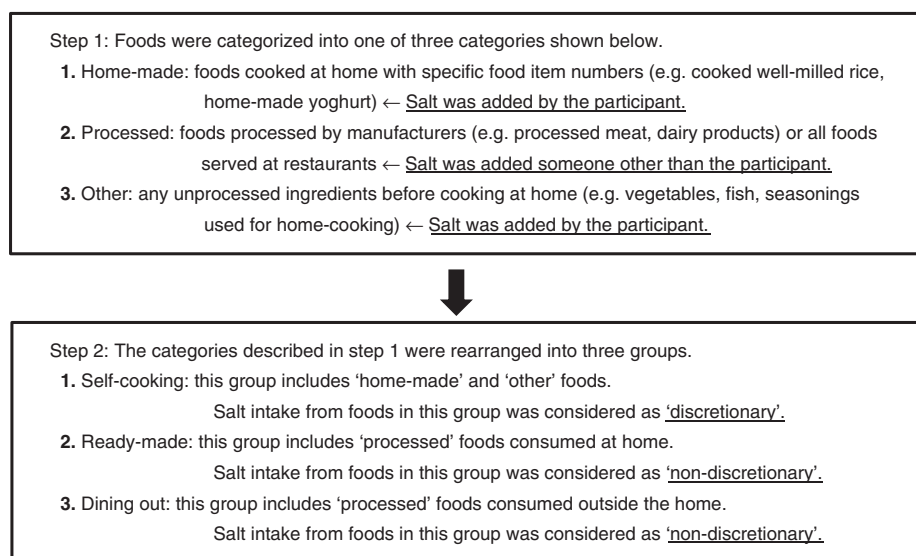 Step 1: Foods were categorized into one of three categories shown below.
1. Home-made: foods cooked at home with specific food item numbers (e.g. cooked well-milled rice,
home-made yoghurt) ← Salt was added by the participant.
2. Processed: foods processed by manufacturers (e.g. processed meat, dairy products) or all foods
served at restaurants ← Salt was added someone other than the participant.
3. Other: any unprocessed ingredients before cooking at home (e.g. vegetables, fish, seasonings
used for home-cooking) ← Salt was added by the participant.
Step 2: The categories described in step 1 were rearranged into three groups.
1. Self-cooking: this group includes ‘home-made’ and ‘other’ foods.
Salt intake from foods in this group was considered as ‘discretionary’.
2. Ready-made: this group includes ‘processed’ foods consumed at home.
Salt intake from foods in this group was considered as ‘non-discretionary’.
3. Dining out: this group includes ‘processed’ foods consumed outside the home.
Salt intake from foods in this group was considered as ‘non-discretionary’.